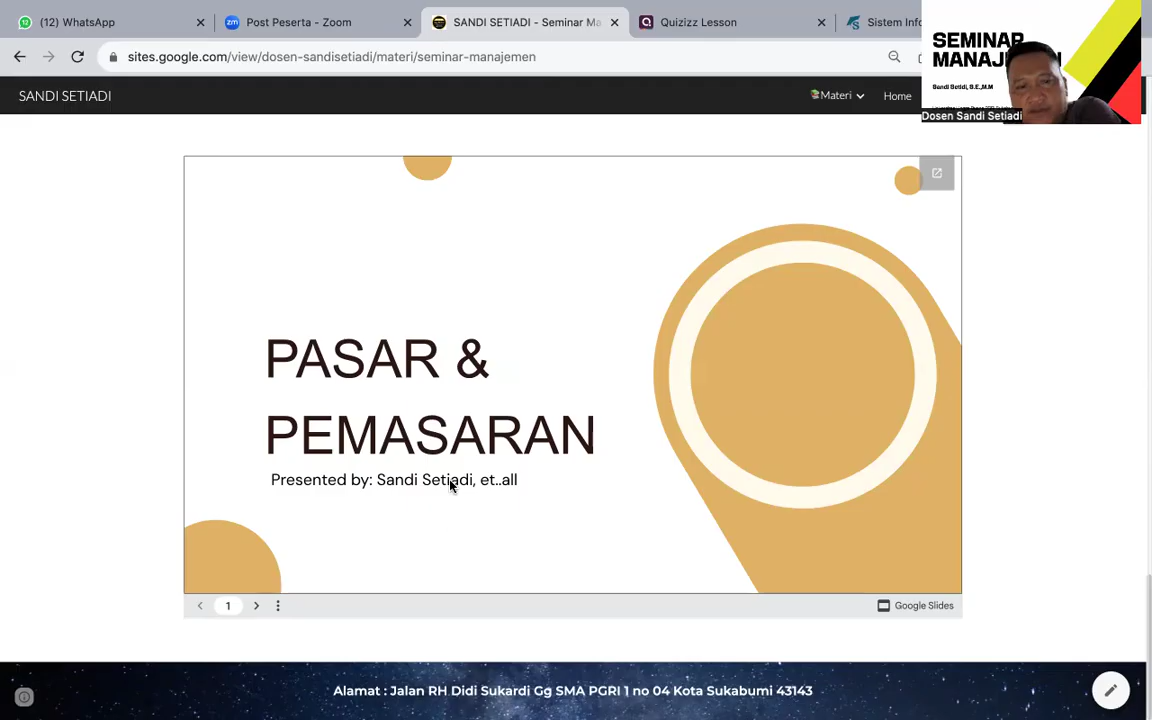 (12) WhatsApp
Post Peserta - Zoom
SANDI SETIADI - Seminar Ma
Quizizz Lesson
Sistem Info
sites.google.com/view/dosen-sandisetiadi/materi/seminar-manajemen
SANDI SETIADI
Materi
Home
SEMINAR
Sandi Setidi, S.E.,M.M
Dosen Sandi Setiadi
PASAR &
PEMASARAN
Presented by: Sandi Setiadi, et..all
1
Google Slides
Alamat : Jalan RH Didi Sukardi Gg SMA PGRI 1 no 04 Kota Sukabumi 43143